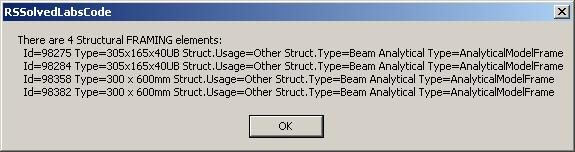 RSSolvedLabsCode
There are 4 Structural FRAMING elements:
Id=98275 Type=305x165x40UB Struct.Usage=Other Struct.Type=Beam Analytical Type=AnalyticalModelFrame
Id=98284 Type=305x165x40UB Struct.Usage=Other Struct.Type=Beam Analytical Type=AnalyticalModelFrame
Id=98358 Type=300 x 600mm Struct.Usage=Other Struct.Type=Beam Analytical Type=AnalyticalModelFrame
Id=98382 Type=300 x 600mm Struct.Usage=Other Struct.Type=Beam Analytical Type=AnalyticalModelFrame
OK